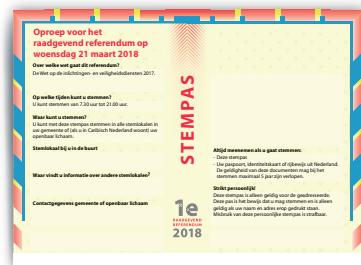 Oproep voor het
raadgevend referendum op
woensdag 21 maart 2018
Over welke wet gaat dit referendum?
De Wet op de inlichtingen- en veiligheidsdiensten 2017.
Op welke tijden kunt u stemmen?
U kunt stemmen van 7.30 uur tot 21.00 uur.
Waar kunt u stemmen?
U kunt met deze stempas stemmen in alle stemlokalen in
uw gemeente of (als u in Caribisch Nederland woont) uw
openbaar lichaam.
Stemlokaal bij u in de buurt
Waar vindt u informatie over andere stemlokalen?
Contactgegevens gemeente of openbaar lichaam
STEMPAS
1e
RAADGEVEND
REFERENDUM
2018
Altijd meenemen als u gaat stemmen:
- Deze stempas
- Uw paspoort, identiteitskaart of rijbewijs uit Nederland.
De geldigheid van deze documenten mag bij het
stemmen maximaal 5 jaar zijn verlopen.
Strikt persoonlijk!
Deze stempas is alleen geldig voor de geadresseerde.
Deze pas is het bewijs dat u mag stemmen en is alleen
geldig als uw naam en adres erop gedrukt staan.
Misbruik van deze persoonlijke stempas is strafbaar.